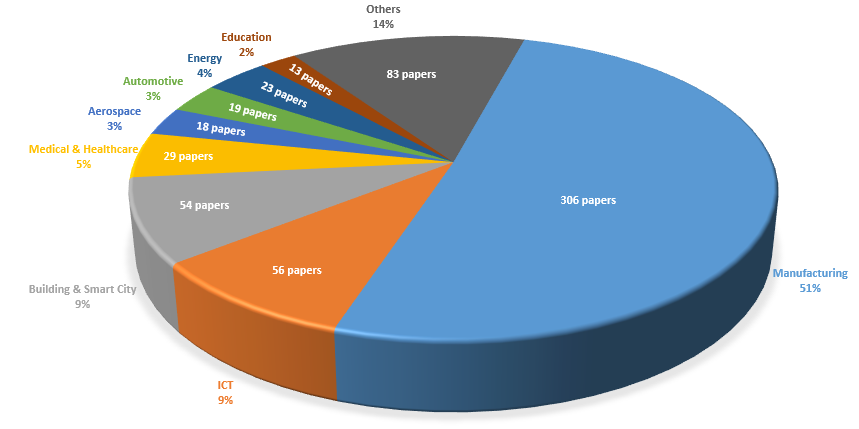 Others
14%
Education
2%
Energy
4%
Automotive
3%
Aerospace
3%
Medical & Healthcare
5%
Building & Smart City
9%
ICT
9%
Manufacturing
51%
83 papers
13 papers
23 papers
19 papers
18 papers
29 papers
54 papers
56 papers
306 papers